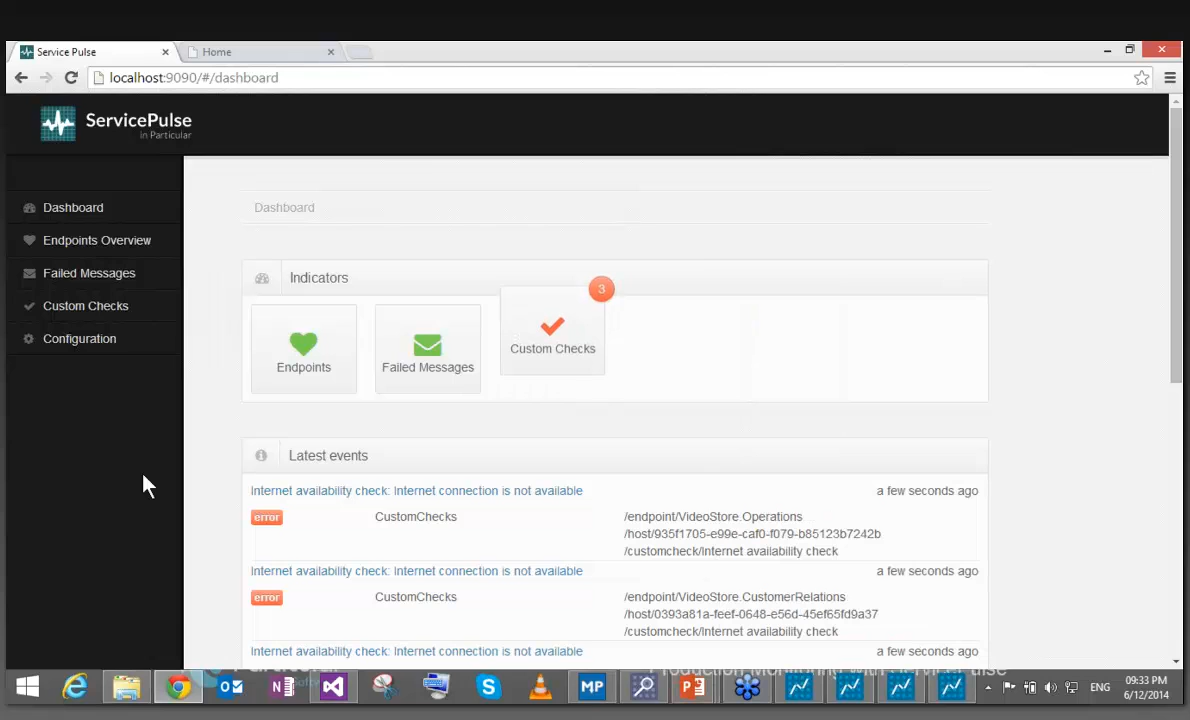 Service Pulse
Home
localhost:9090/#/dashboard
ServicePulse
in Particular
Dashboard
Endpoints Overview
Failed Messages
Custom Checks
Configuration
Dashboard
Indicators
Endpoints
Failed Messages
3
Custom Checks
Latest events
Internet availability check: Internet connection is not available
a few seconds ago
error
CustomChecks
/endpoint/VideoStore.Operations
/host/935f1705-e99e-caf0-f079-b85123b7242b
/customcheck/Internet availability check
Internet availability check: Internet connection is not available
a few seconds ago
error
CustomChecks
/endpoint/VideoStore.CustomerRelations
/host/0393a81a-feef-0648-e56d-45ef65fd9a37
/customcheck/Internet availability check
Internet availability check: Internet connection is not available
a few seconds ago
Production Monitoring with ServicePulse
MP
ENG
09:33 PM
6/12/2014